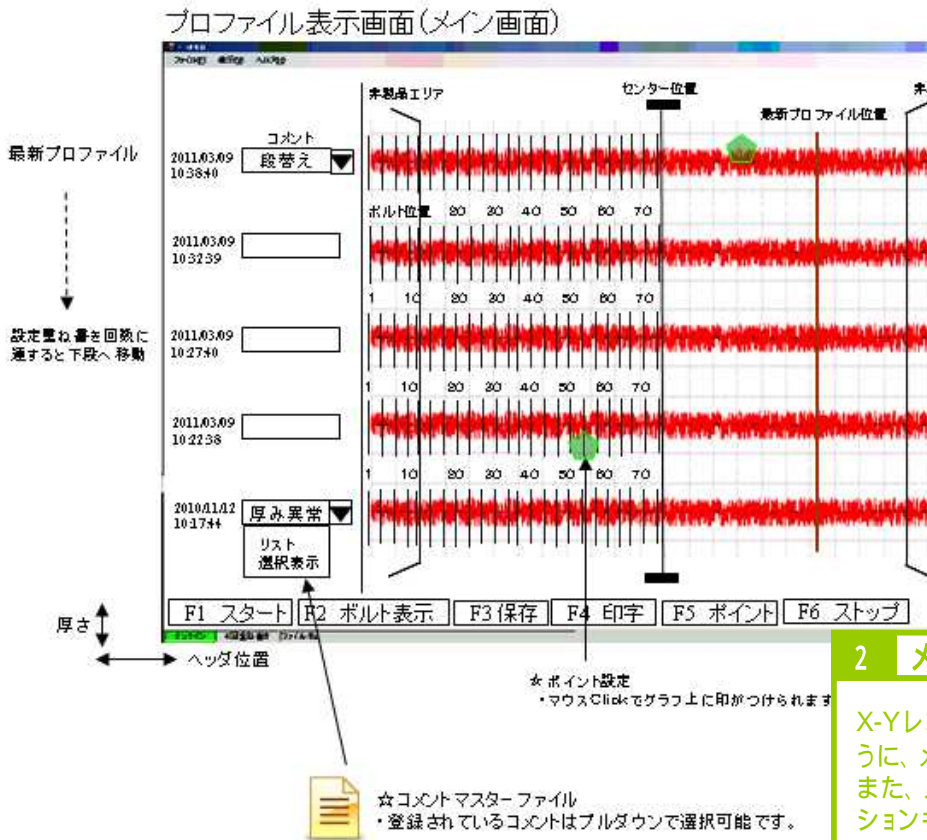 プロファイル表示画面(メイン画面)
非製品エリア
センター位置
非
最新プロファイル位置
最新プロファイル
コメント
2011.03.09
10:38:40
段替え
ボルト位置 20 30 40 50 60 70
2011.03.09
10:32:39
1 10 20 30 40 50 60 70
設定重ね書き回数に
達すると下段へ移動
2011.03.09
10:27:40
1 10 20 30 40 50 60 70
2011.03.09
10:22:38
1 10 20 30 40 50 60 70
2010.11.12
10:17:44
厚み異常
リスト
選択表示
F1 スタート F2 ボルト表示 F3保存 F4 印字 F5 ポイント F6 ストップ
厚さ
ヘッダ位置
☆ポイント設定
・マウスClickでグラフ上に印がつけられます
2 メ
X-Yレ
うに、メ
また、
ションキ
☆コメントマスターファイル
・登録されているコメントはプルダウンで選択可能です。